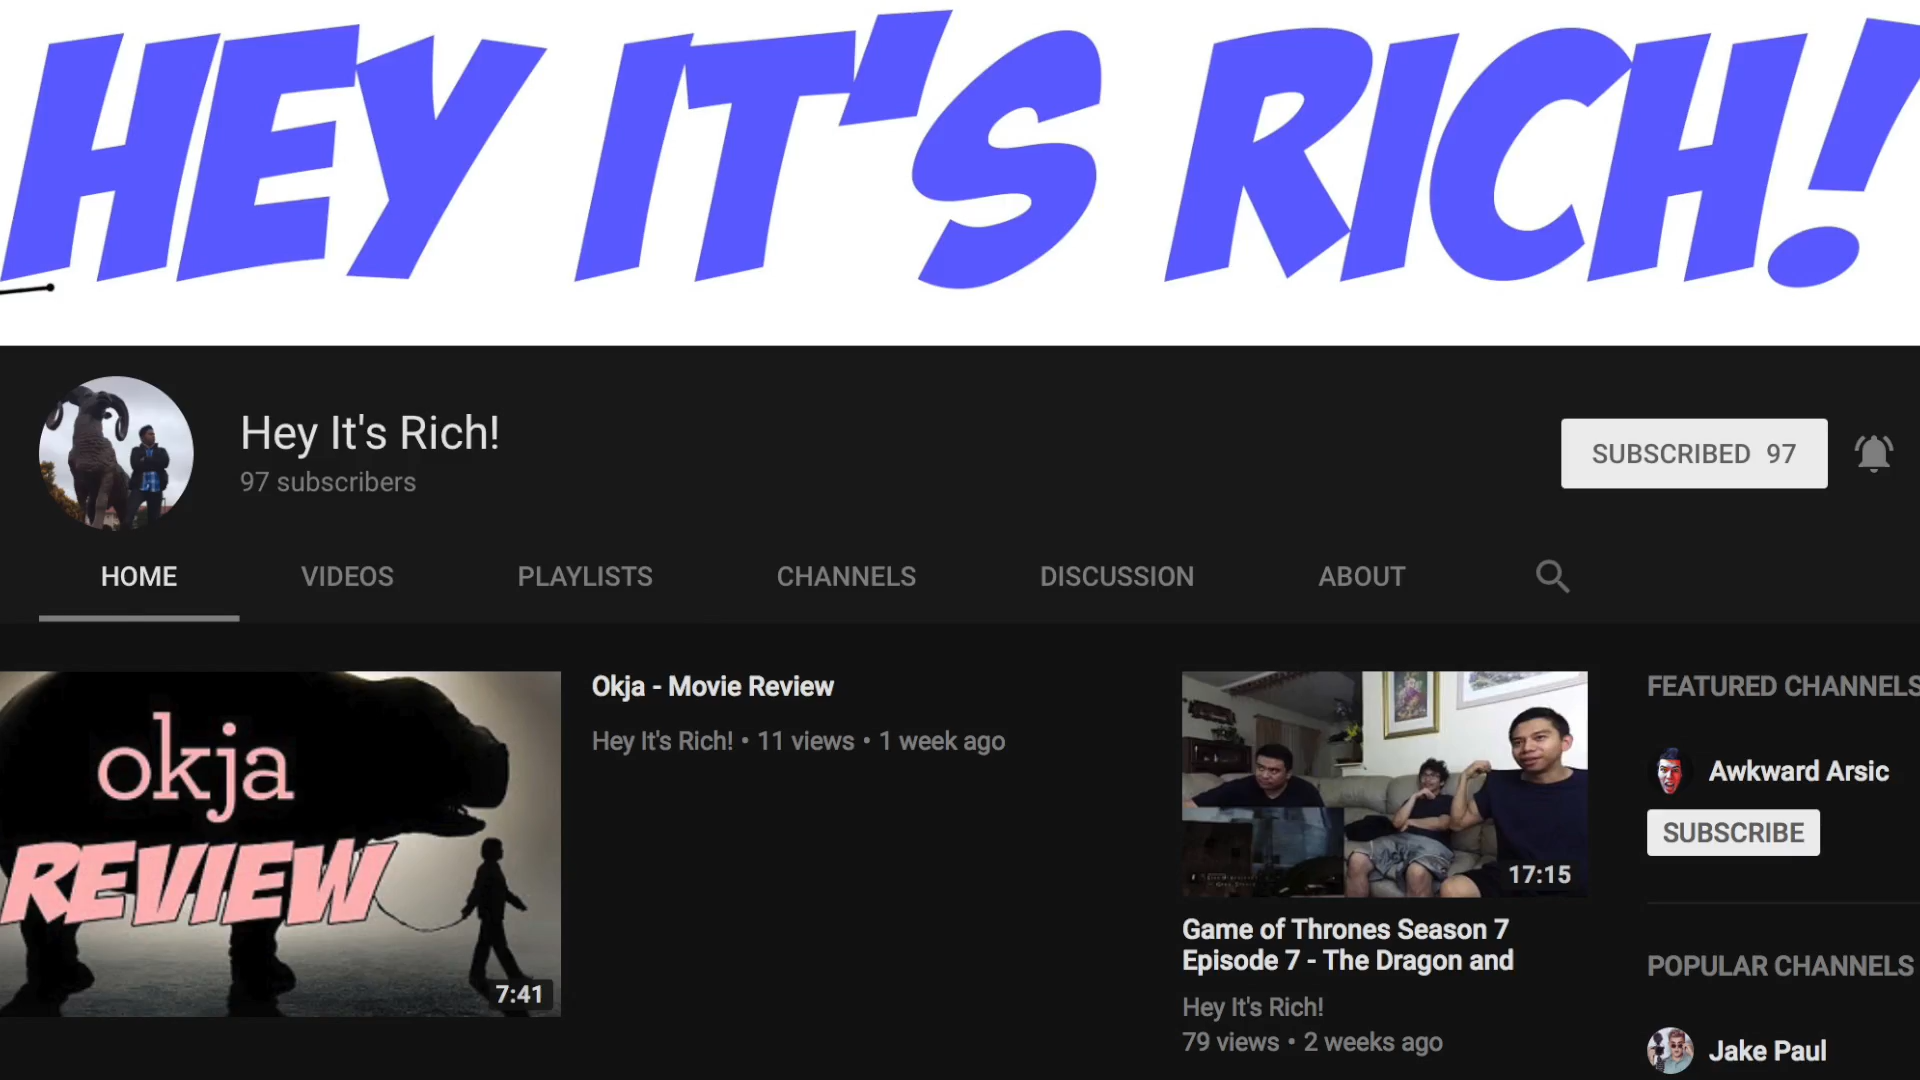 HEY IT'S RICH!
Hey It's Rich!
97 subscribers
SUBSCRIBED 97
HOME
VIDEOS
PLAYLISTS
CHANNELS
DISCUSSION
ABOUT
okja
REVIEW
7:41
Okja - Movie Review
Hey It's Rich! • 11 views • 1 week ago
17:15
Game of Thrones Season 7
Episode 7 - The Dragon and
Hey It's Rich!
79 views • 2 weeks ago
FEATURED CHANNELS
Awkward Arsic
SUBSCRIBE
POPULAR CHANNELS
Jake Paul